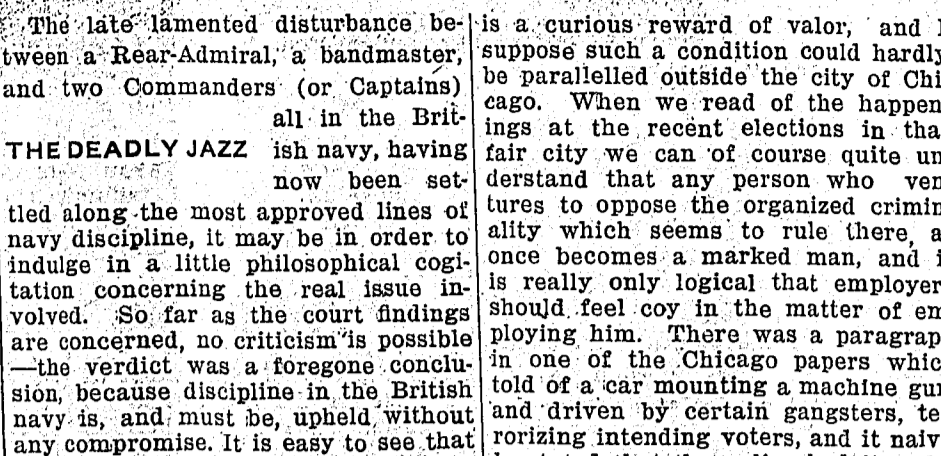 The late lamented disturbance be-
tween a Rear-Admiral, a bandmaster,
and two Commanders (or Captains)
all in the Brit-
THE DEADLY JAZZ
ish navy, having
now been set-
tled along the most approved lines of
navy discipline, it may be in order to
indulge in a little philosophical cogi-
tation concerning the real issue in-
volved. So far as the court findings
are concerned, no criticism is possible
—the verdict was a foregone conclu-
sion, because discipline in the British
navy is, and must be, upheld without
any compromise. It is easy to see that
is a curious reward of valor, and
suppose such a condition could hardly
be parallelled outside the city of Chi
cago. When we read of the happen
ings at the recent elections in tha
fair city we can of course quite un
derstand that any person who ven
tures to oppose the organized crimin
ality which seems to rule there, a
once becomes a marked man, and i
is really only logical that employer
should feel coy in the matter of em
ploying him. There was a paragrap
in one of the Chicago papers whic
told of a car mounting a machine gun
and driven by certain gangsters, te
rorizing intending voters, and it naiv